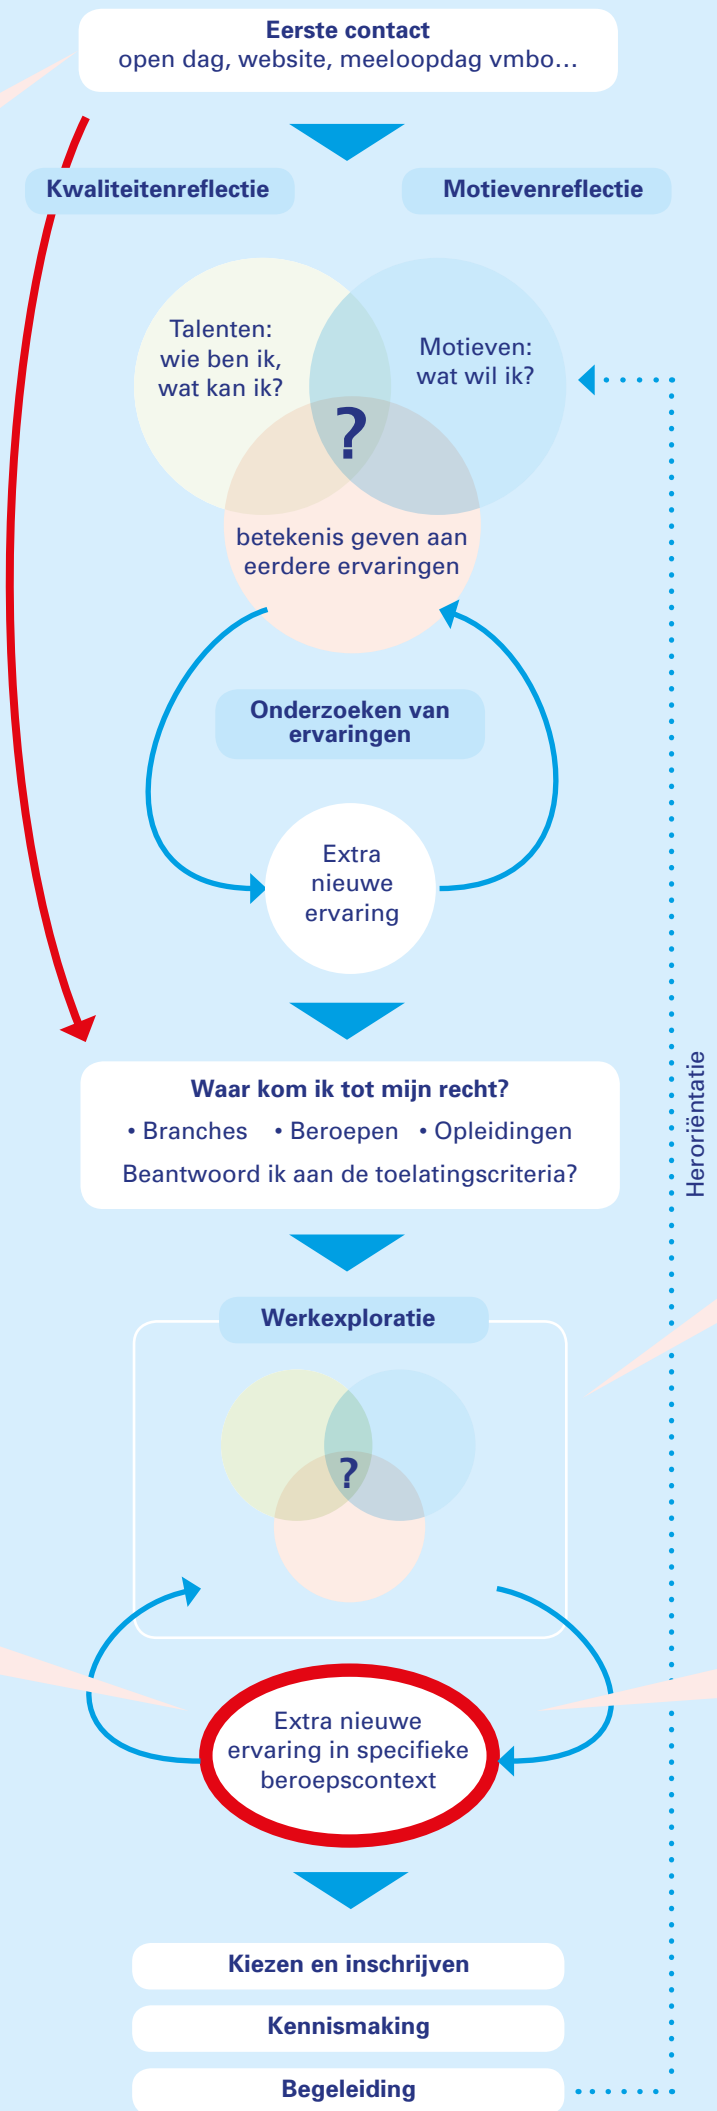 Eerste contact
open dag, website, meeloopdag vmbo…
Kwaliteitenreflectie
Motievenreflectie
Talenten:
wie ben ik,
wat kan ik?
Motieven:
wat wil ik?
?
betekenis geven aan
eerdere ervaringen
Onderzoeken van
ervaringen
Extra
nieuwe
ervaring
Waar kom ik tot mijn recht?
• Branches • Beroepen • Opleidingen
Beantwoord ik aan de toelatingscriteria?
Heroriëntatie
Werkexploratie
?
Extra nieuwe
ervaring in specifieke
beroepscontext
Kiezen en inschrijven
Kennismaking
Begeleiding